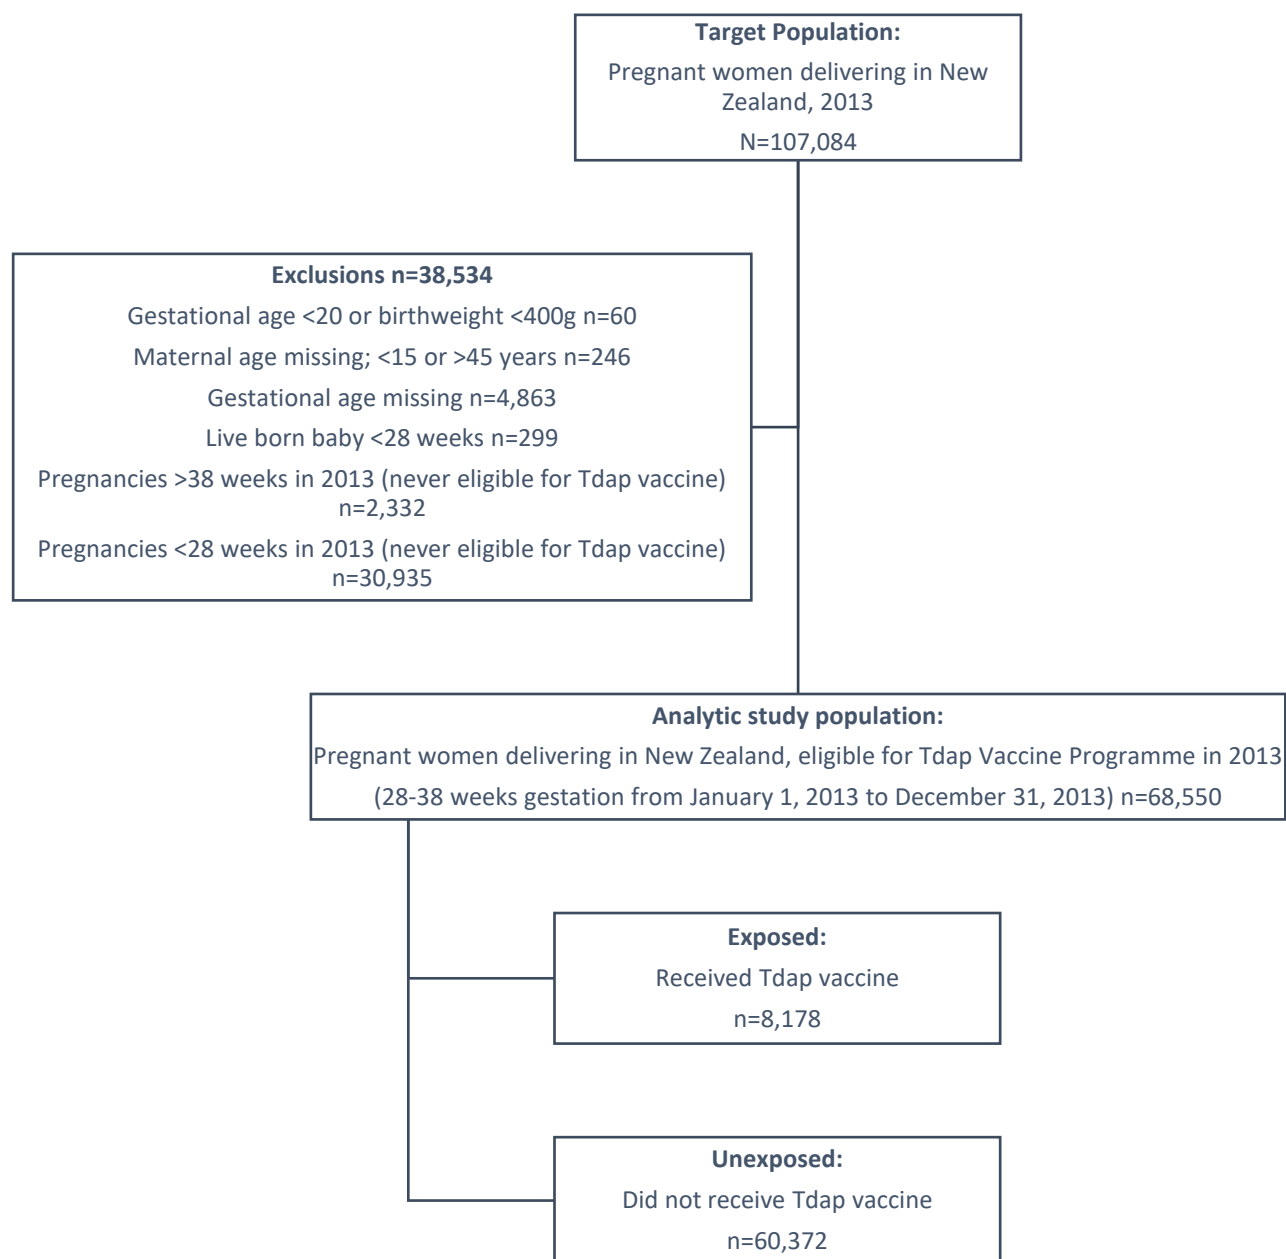 Target Population:
Pregnant women delivering in New
Zealand, 2013
N=107,084
Exclusions n=38,534
Gestational age <20 or birthweight <400g n=60
Maternal age missing; <15 or >45 years n=246
Gestational age missing n=4,863
Live born baby <28 weeks n=299
Pregnancies >38 weeks in 2013 (never eligible for Tdap vaccine)
n=2,332
Pregnancies <28 weeks in 2013 (never eligible for Tdap vaccine)
n=30,935
Analytic study population:
Pregnant women delivering in New Zealand, eligible for Tdap Vaccine Programme in 2013
(28-38 weeks gestation from January 1, 2013 to December 31, 2013) n=68,550
Exposed:
Received Tdap vaccine
n=8,178
Unexposed:
Did not receive Tdap vaccine
n=60,372